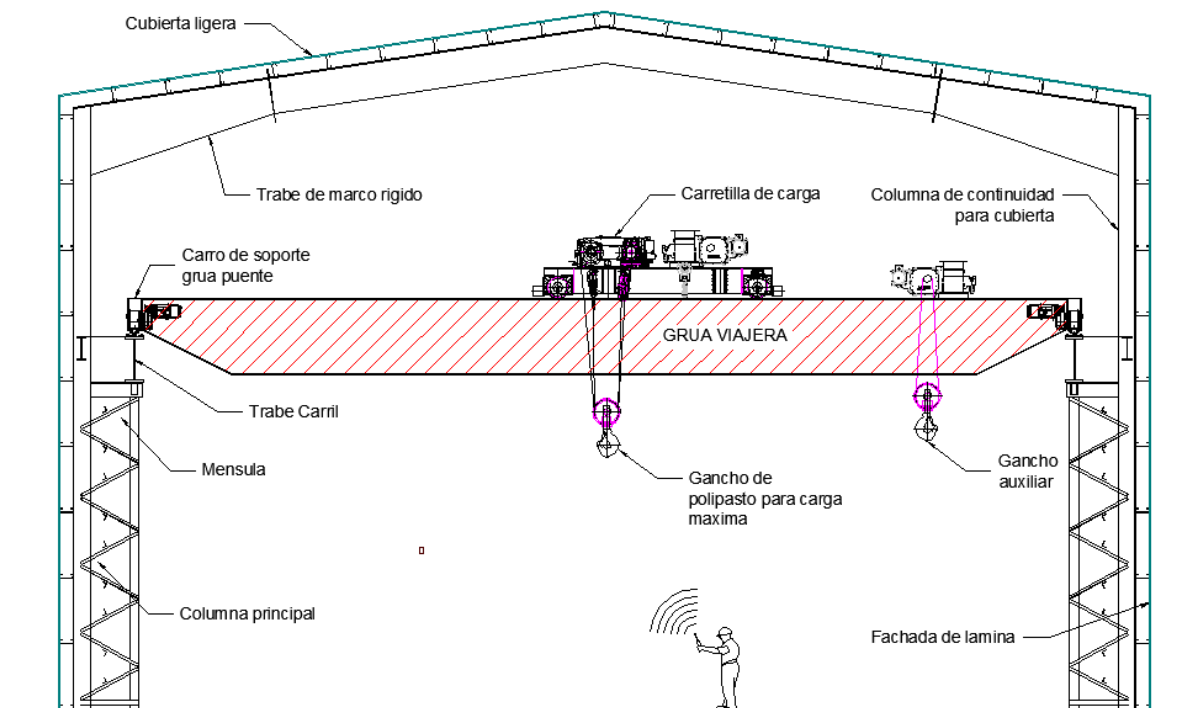 Cubierta ligera
Trabe de marco rigido
Carretilla de carga
Columna de continuidad
para cubierta
Carro de soporte
grua puente
GRUA VIAJERA
Trabe Carril
Mensula
Gancho de
polipasto para carga
maxima
Gancho
auxiliar
Columna principal
Fachada de lamina